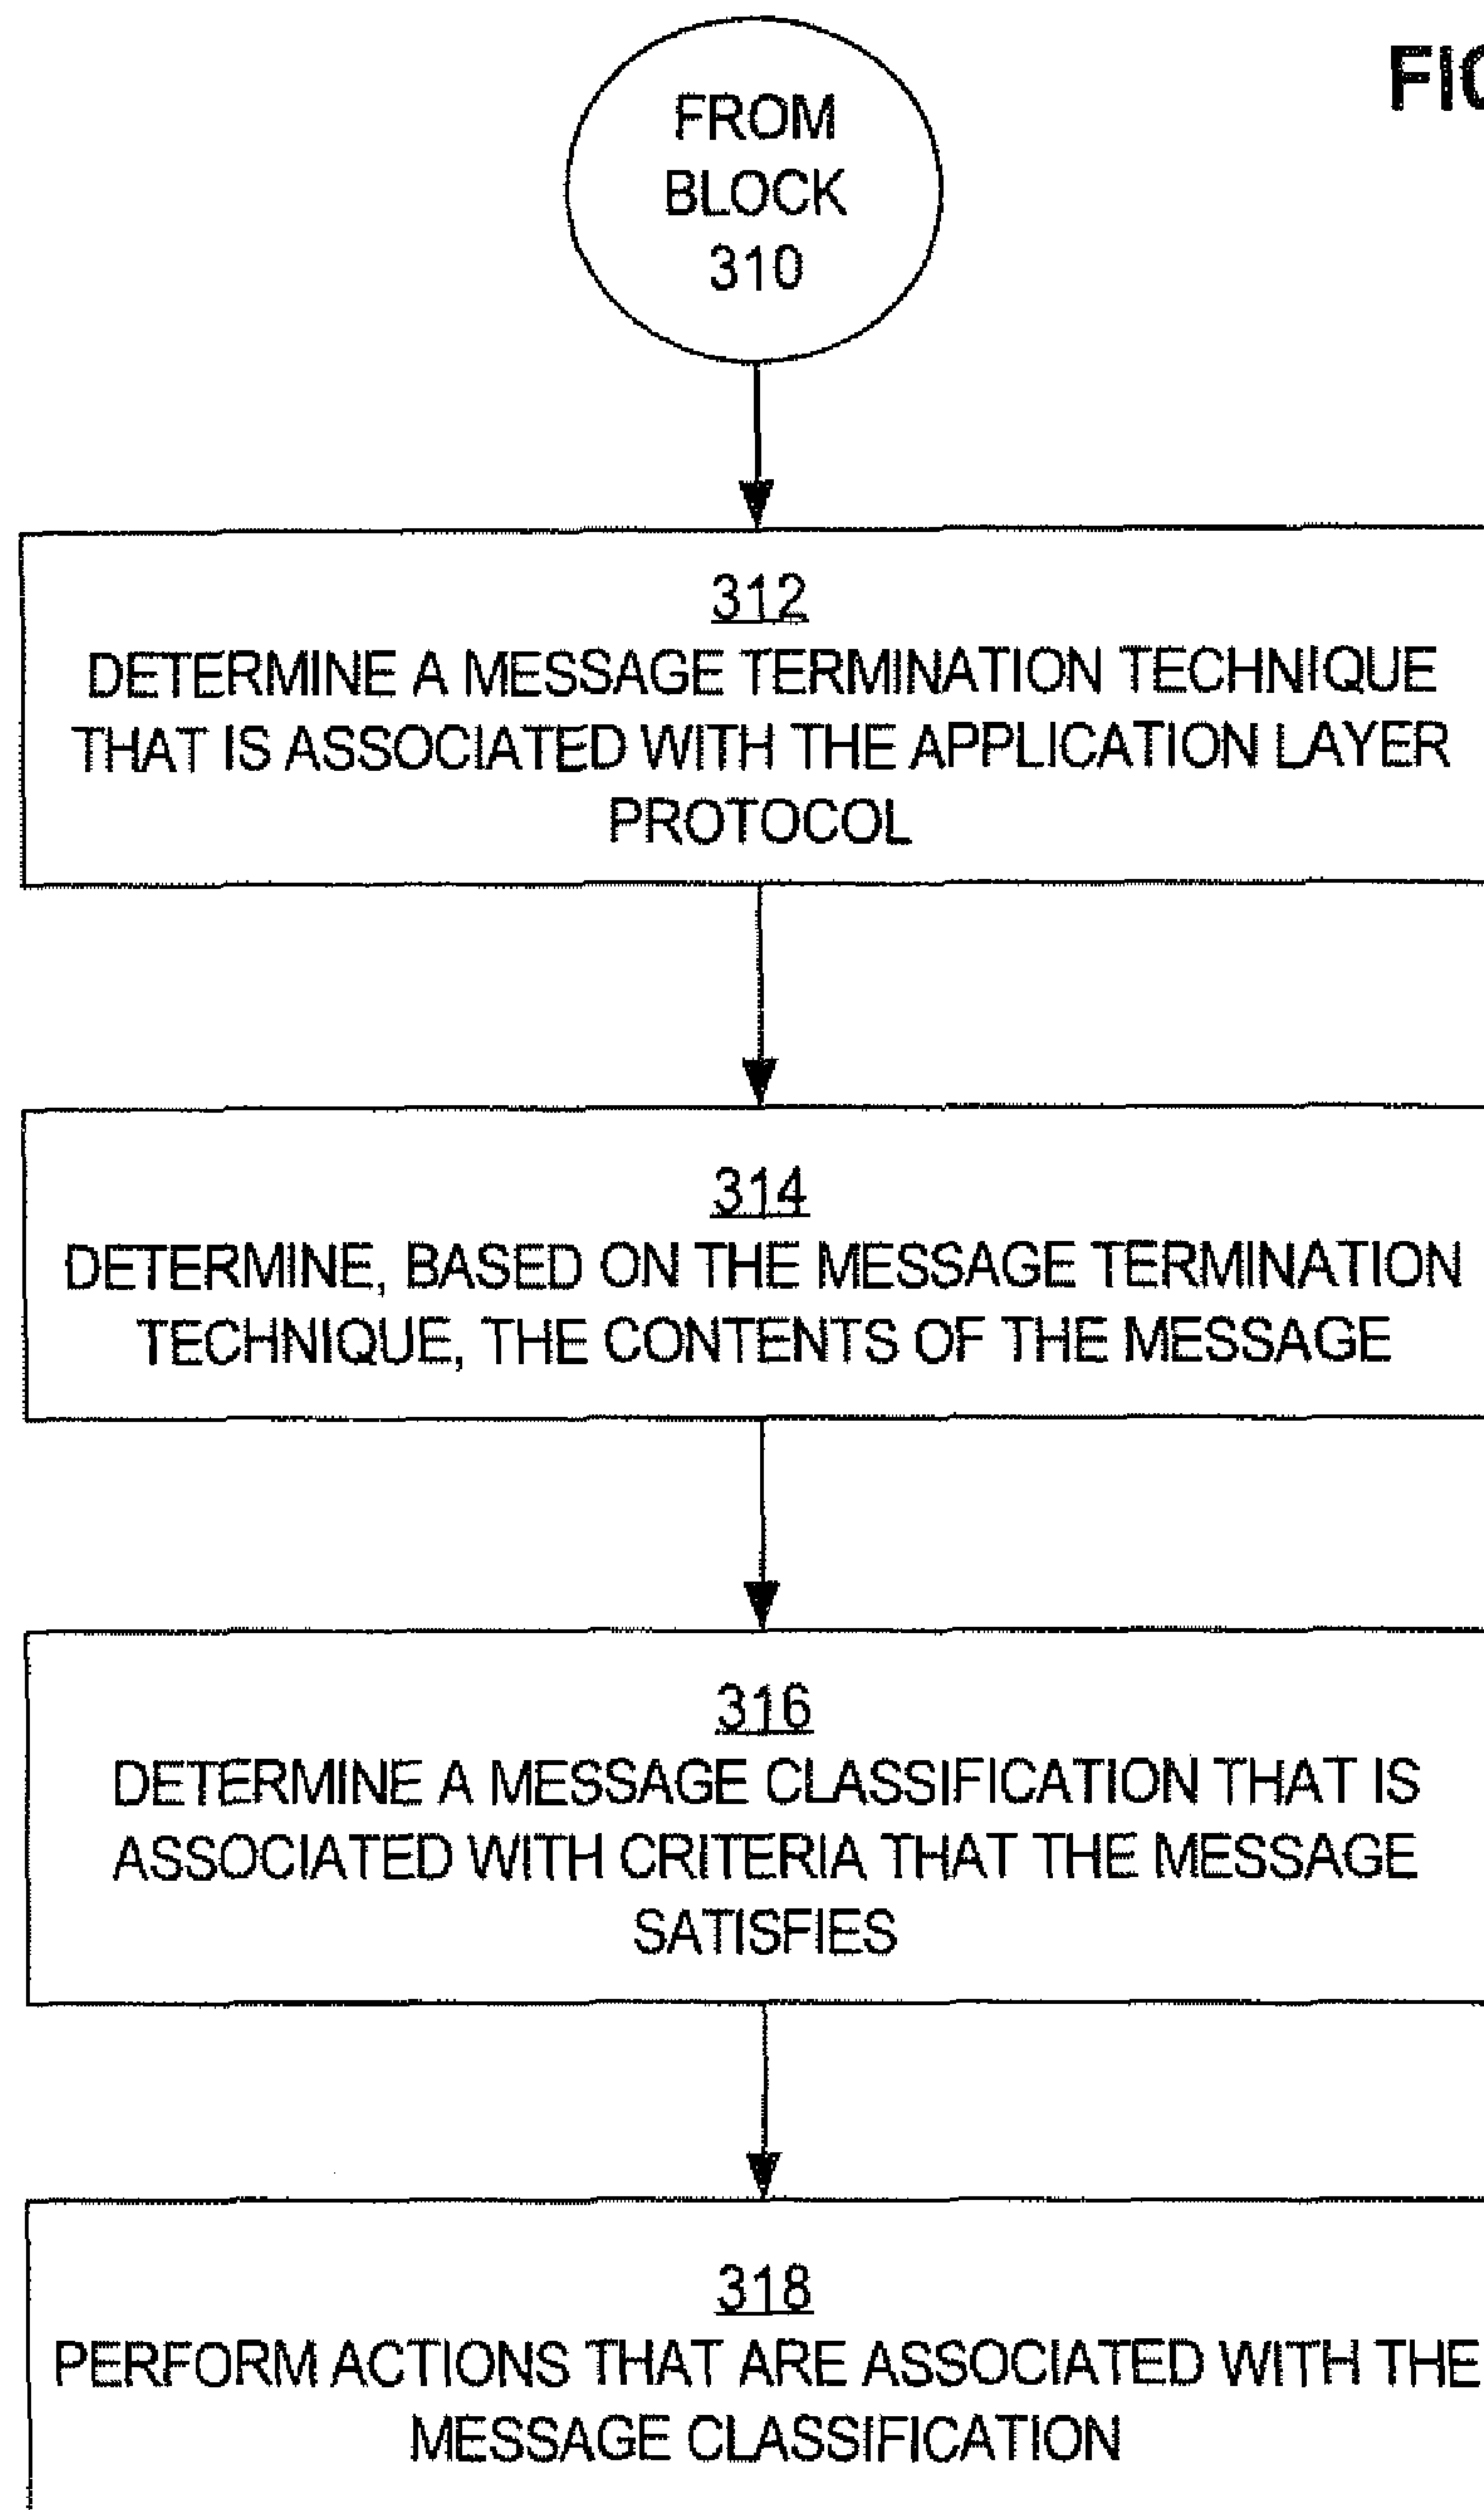 FROM
BLOCK
310
312
DETERMINE A MESSAGE TERMINATION TECHNIQUE
THAT IS ASSOCIATED WITH THE APPLICATION LAYER
PROTOCOL
314
DETERMINE, BASED ON THE MESSAGE TERMINATION
TECHNIQUE, THE CONTENTS OF THE MESSAGE
316
DETERMINE A MESSAGE CLASSIFICATION THAT IS
ASSOCIATED WITH CRITERIA THAT THE MESSAGE
SATISFIES
318
PERFORM ACTIONS THAT ARE ASSOCIATED WITH THE
MESSAGE CLASSIFICATION